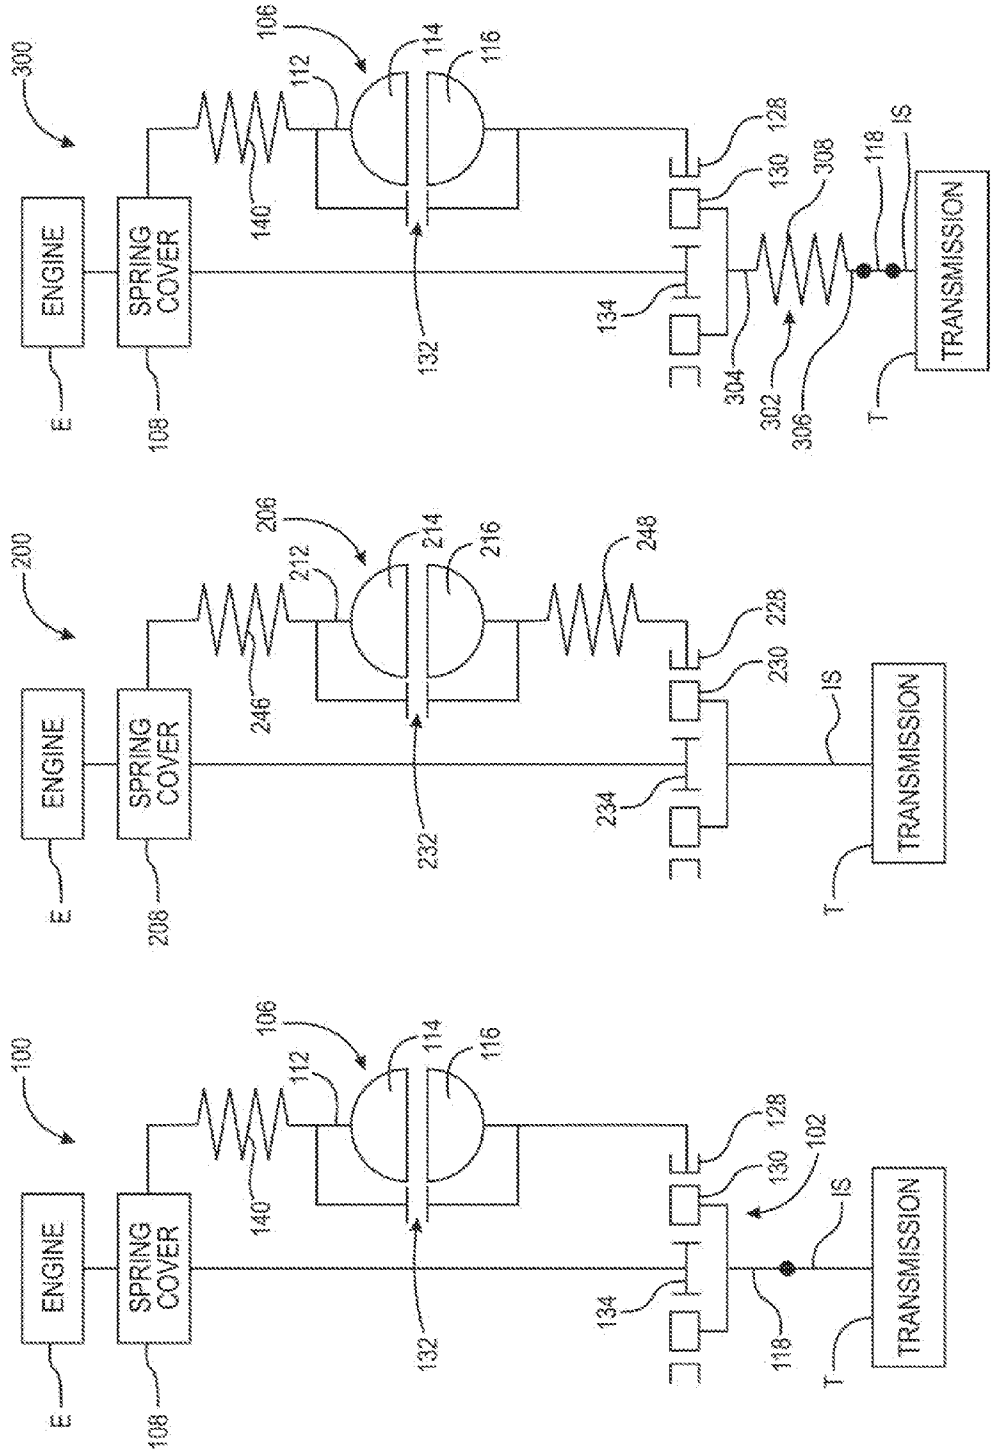 100
ENGINE
E
SPRING
COVER
108
140
112
106
114
116
132
134
128
130
102
118
IS
T
TRANSMISSION
200
ENGINE
E
SPRING
COVER
208
246
212
206
214
216
232
248
234
228
230
IS
T
TRANSMISSION
300
ENGINE
E
SPRING
COVER
108
140
112
106
114
116
132
134
128
130
304
302
308
306
118
IS
T
TRANSMISSION